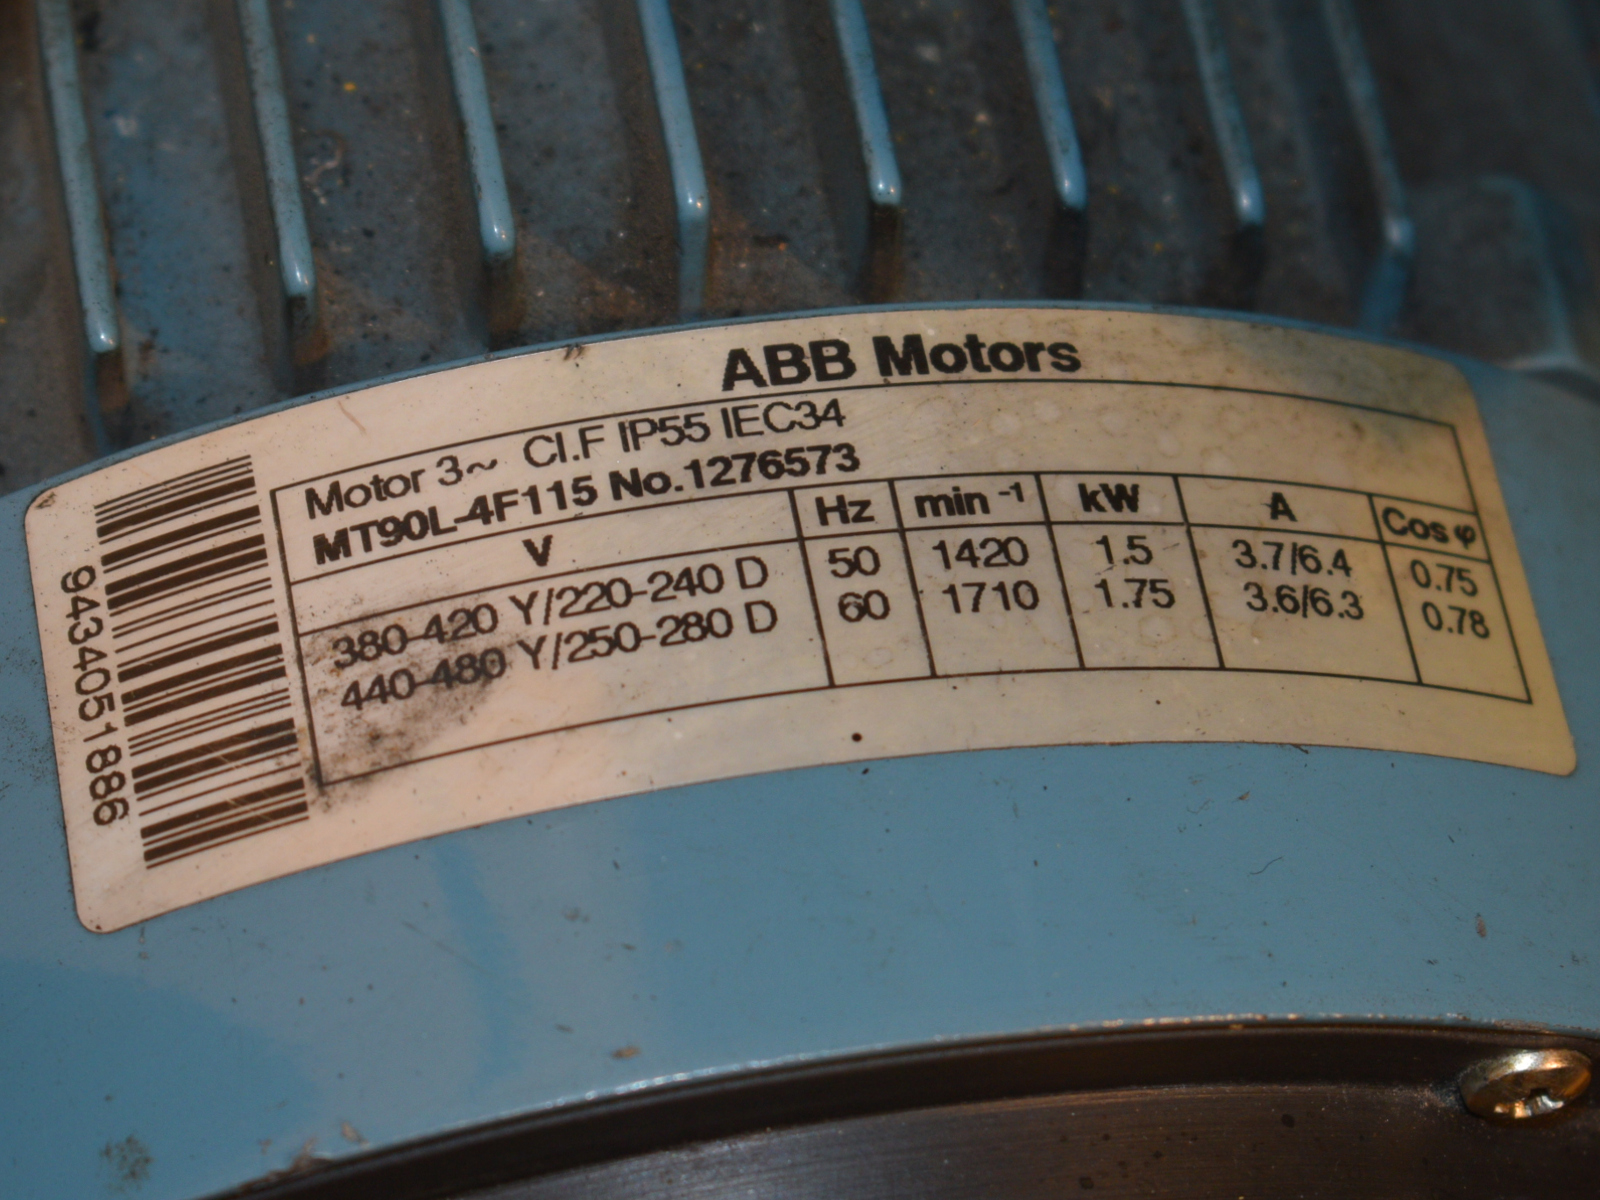 ABB Motors
Motor 3~ Cl.F IP55 IEC34
MT90L-4F115 No.1276573
V Hz min⁻¹ kW A Cos φ
380-420 Y/220-240 D 50 1420 1.5 3.7/6.4 0.75
440-480 Y/250-280 D 60 1710 1.75 3.6/6.3 0.78
9434051886